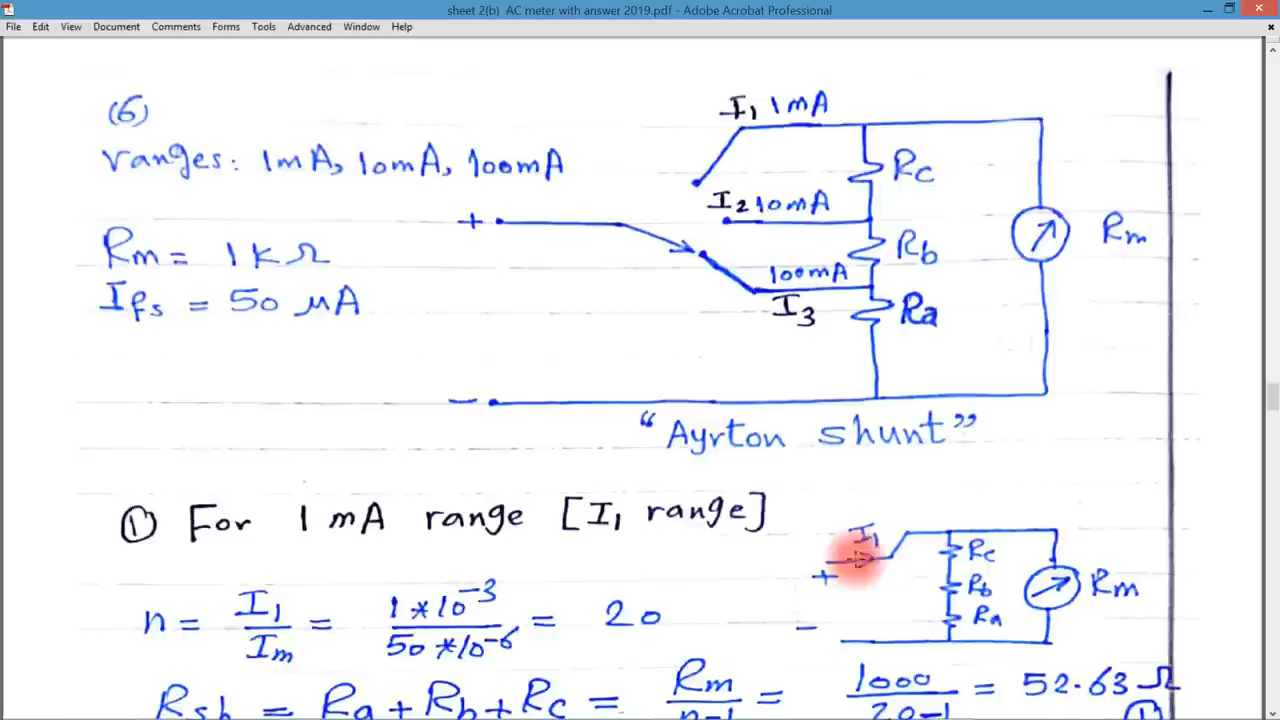 sheet 2(b) AC meter with answer 2019.pdf - Adobe Acrobat Professional
File Edit View Document Comments Forms Tools Advanced Window Help
(6)
ranges: 1mA, 10mA, 100mA
Rm = 1KΩ
Ifs = 50 μA
I1 1mA
Rc
I2 10mA
+
Rb
Rm
100mA
I3
Ra
-
"Ayrton shunt"
① For 1mA range [I1 range]
I1
+
Rc
Rb
Ra
Rm
-
n = I1 / Im = 1*10^-3 / 50*10^-6 = 20
Rsh = Ra + Rb + Rc = Rm / n-1 = 1000 / 20-1 = 52.63 Ω